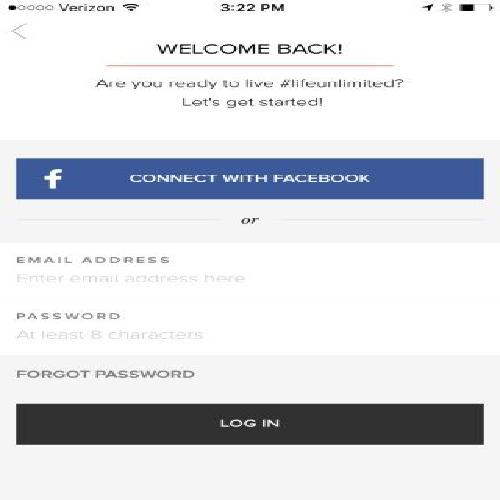 Verizon 3:22 PM
WELCOME BACK!
Are you ready to live #lifeunlimited?
Let's get started!
f CONNECT WITH FACEBOOK
or
EMAIL ADDRESS
Enter email address here
PASSWORD
At least 8 characters
FORGOT PASSWORD
LOG IN